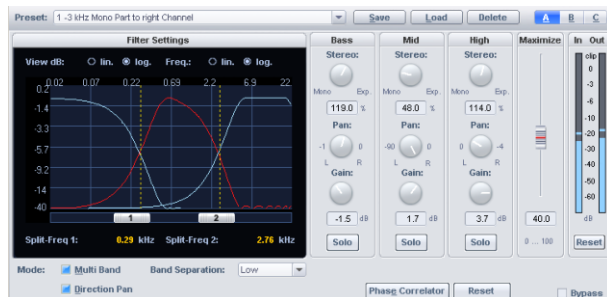 Preset: 1 -3 kHz Mono Part to right Channel Save Load Delete A B C
Filter Settings Bass Mid High Maximize In Out
View dB: lin. log. Freq.: lin. log. Stereo: Stereo: Stereo: clip
0.02 0.07 0.22 0.69 2.2 6.9 22. 0
0.2 Mono Exp. Mono Exp. Mono Exp. -3
-1.4 119.0 % 48.0 % 114.0 % -6
-3.3 Pan: Pan: Pan: -10
-5.7 -1 0 -90 0 0 -4 -20
-9.2 L R L R L R -30
-14 Gain: Gain: Gain: -40
-40 -50
1 2 -60
Split-Freq 1: 0.29 kHz Split-Freq 2: 2.76 kHz -1.5 dB 1.7 dB 3.7 dB 40.0 dB
Solo Solo Solo 0 ... 100 Reset
Mode: Multi Band Band Separation: Low
Direction Pan Phase Correlator Reset Bypass